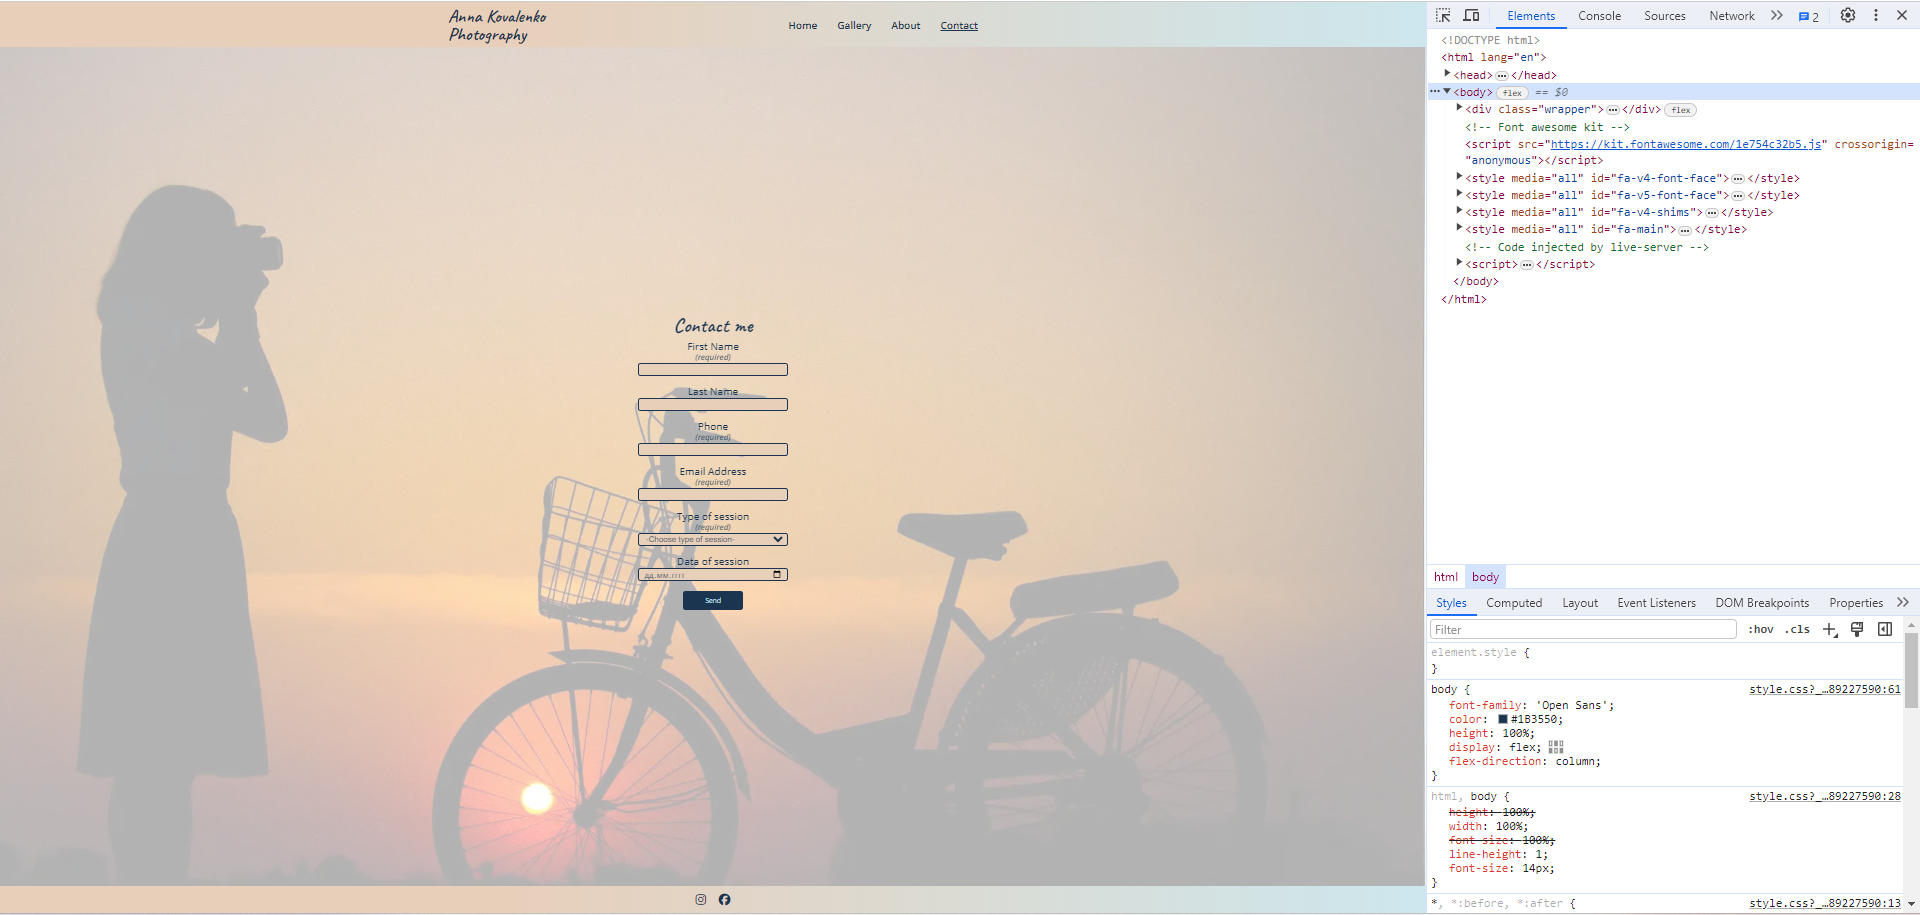 Anna Kovalenko
Photography
Home Gallery About Contact
Contact me
First Name
(required)
Last Name
Phone
(required)
Email Address
(required)
Type of session
(required)
-Choose type of session-
Data of session
дд.мм.гггг
Send
Elements Console Sources Network 2
<!DOCTYPE html>
<html lang="en">
<head> ••• </head>
••• <body> flex == $0
<div class="wrapper"> ••• </div> flex
<!-- Font awesome kit -->
<script src="https://kit.fontawesome.com/1e754c32b5.js" crossorigin=
"anonymous"></script>
<style media="all" id="fa-v4-font-face"> ••• </style>
<style media="all" id="fa-v5-font-face"> ••• </style>
<style media="all" id="fa-v4-shims"> ••• </style>
<style media="all" id="fa-main"> ••• </style>
<!-- Code injected by live-server -->
<script> ••• </script>
</body>
</html>
html body
Styles Computed Layout Event Listeners DOM Breakpoints Properties
Filter :hov .cls
element.style {
}
body { style.css?_…89227590:61
font-family: 'Open Sans';
color: #1B3550;
height: 100%;
display: flex;
flex-direction: column;
}
html, body { style.css?_…89227590:28
height: 100%;
width: 100%;
font-size: 100%;
line-height: 1;
font-size: 14px;
}
*, *:before, *:after { style.css?_…89227590:13